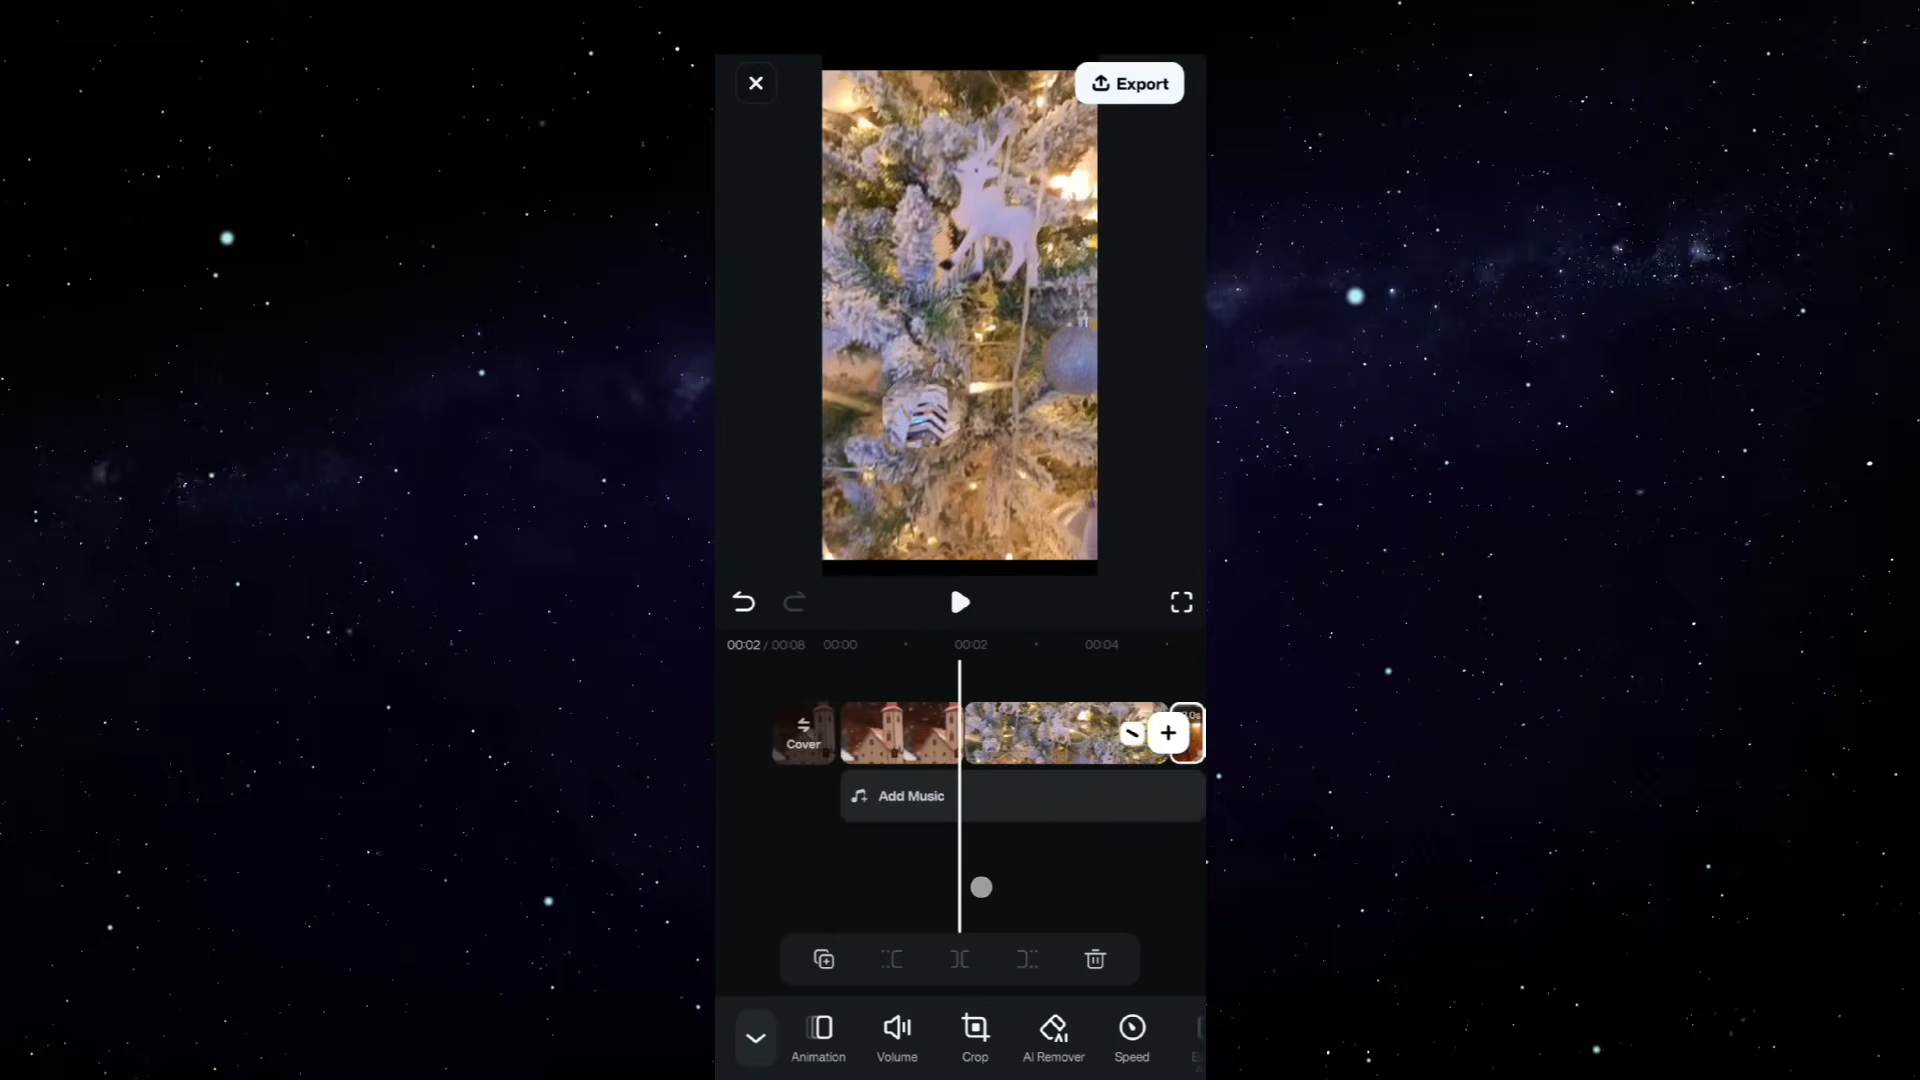 Export
00:02 / 00:08 00:00 00:02 00:04
Cover
Add Music
AI
Animation Volume Crop AI Remover Speed